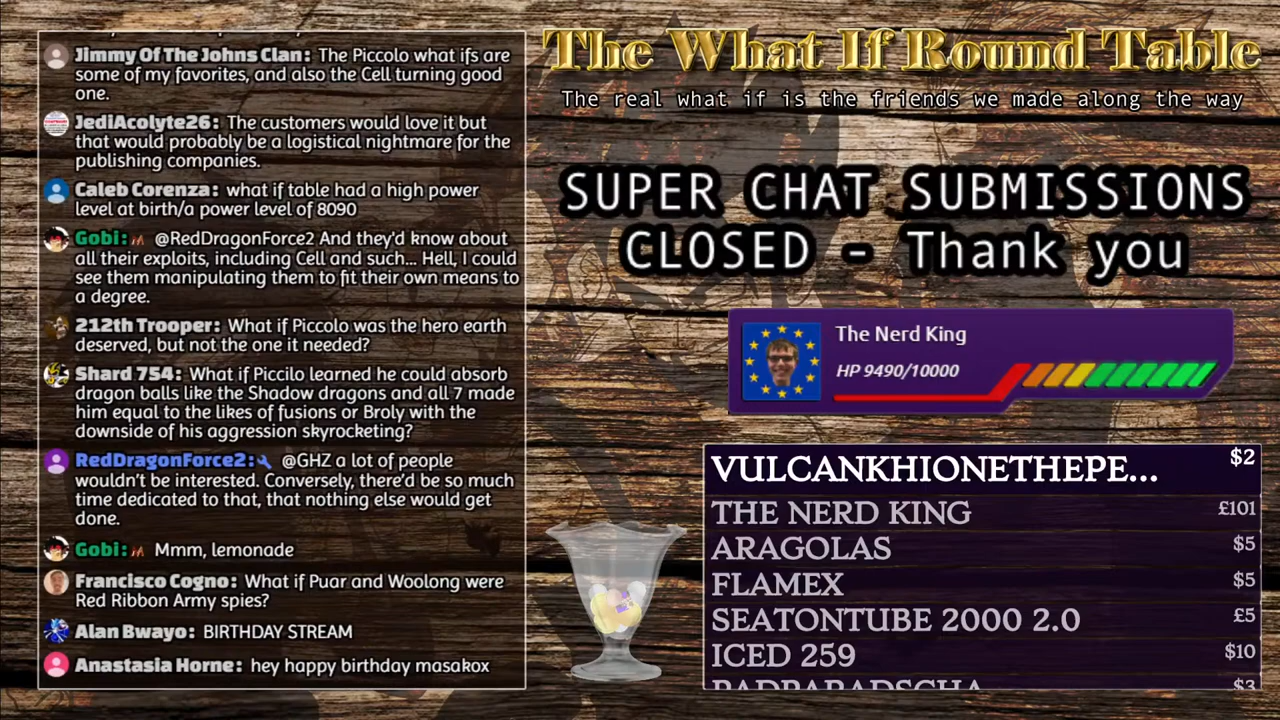 Jimmy Of The Johns Clan: The Piccolo what ifs are
some of my favorites, and also the Cell turning good
one.
JediAcolyte26: The customers would love it but
that would probably be a logistical nightmare for the
publishing companies.
Caleb Corenza: what if table had a high power
level at birth/a power level of 8090
Gobi: @RedDragonForce2 And they'd know about
all their exploits, including Cell and such... Hell, I could
see them manipulating them to fit their own means to
a degree.
212th Trooper: What if Piccolo was the hero earth
deserved, but not the one it needed?
Shard 754: What if Piccilo learned he could absorb
dragon balls like the Shadow dragons and all 7 made
him equal to the likes of fusions or Broly with the
downside of his aggression skyrocketing?
RedDragonForce2: @GHZ a lot of people
wouldn't be interested. Conversely, there'd be so much
time dedicated to that, that nothing else would get
done.
Gobi: Mmm, lemonade
Francisco Cogno: What if Puar and Woolong were
Red Ribbon Army spies?
Alan Bwayo: BIRTHDAY STREAM
Anastasia Horne: hey happy birthday masakox
The What If Round Table
The real what if is the friends we made along the way
SUPER CHAT SUBMISSIONS
CLOSED - Thank you
The Nerd King
HP 9490/10000
VULCANKHIONETHEPE... $2
THE NERD KING £101
ARAGOLAS $5
FLAMEX $5
SEATONTUBE 2000 2.0 £5
ICED 259 $10
PADPARADSCHA $3